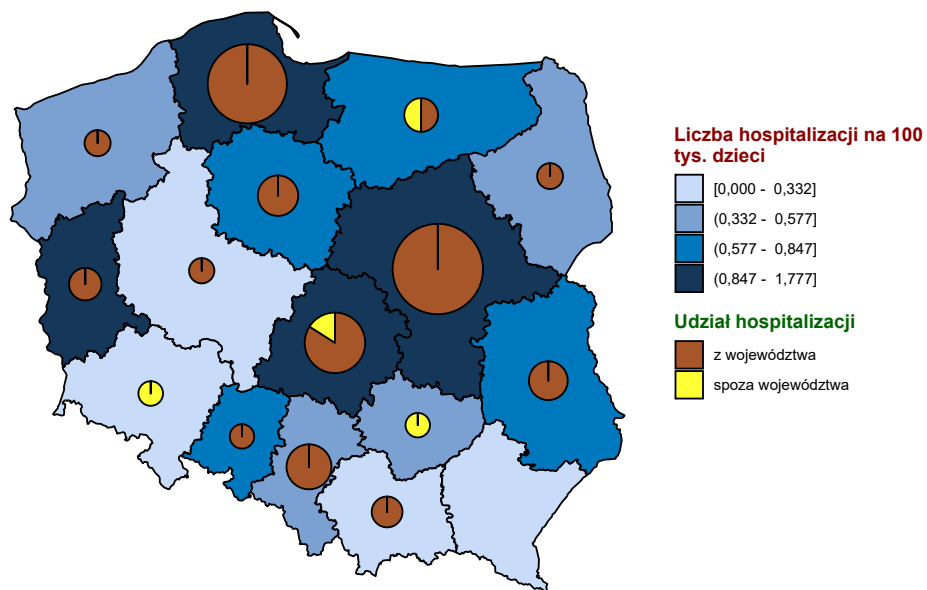 Liczba hospitalizacji na 100
tys. dzieci
[0,000 - 0,332]
(0,332 - 0,577]
(0,577 - 0,847]
(0,847 - 1,777]
Udział hospitalizacji
z województwa
spoza województwa